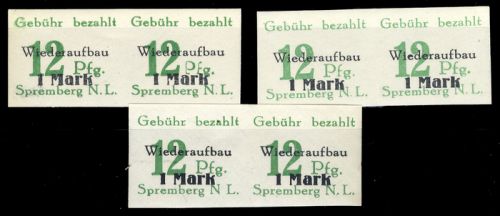 Gebühr bezahlt Gebühr bezahlt
Wiederaufbau Wiederaufbau
12 Pfg. 12 Pfg.
1 Mark 1 Mark
Spremberg N. L. Spremberg N. L.
Gebühr bezahlt Gebühr bezahlt
Wiederaufbau Wiederaufbau
12 Pfg. 12 Pfg.
1 Mark 1 Mark
Spremberg N. L. Spremberg N. L.
Gebühr bezahlt Gebühr bezahlt
Wiederaufbau Wiederaufbau
12 Pfg. 12 Pfg.
1 Mark 1 Mark
Spremberg N. L. Spremberg N. L.